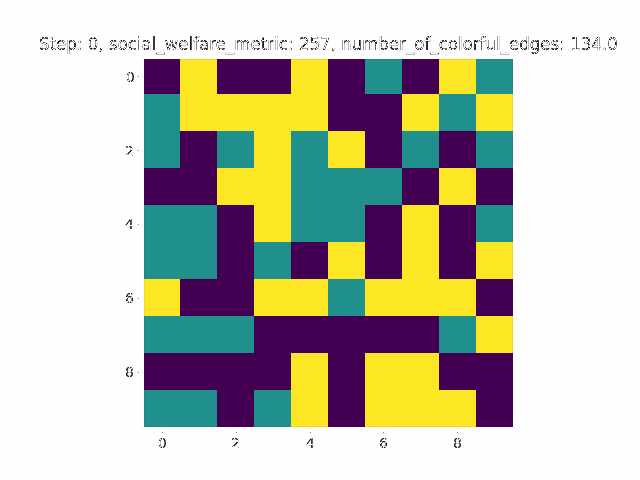 Step: 0, social_welfare_metric: 257, number_of_colorful_edges: 134.0
0
2
4
6
8
0 2 4 6 8